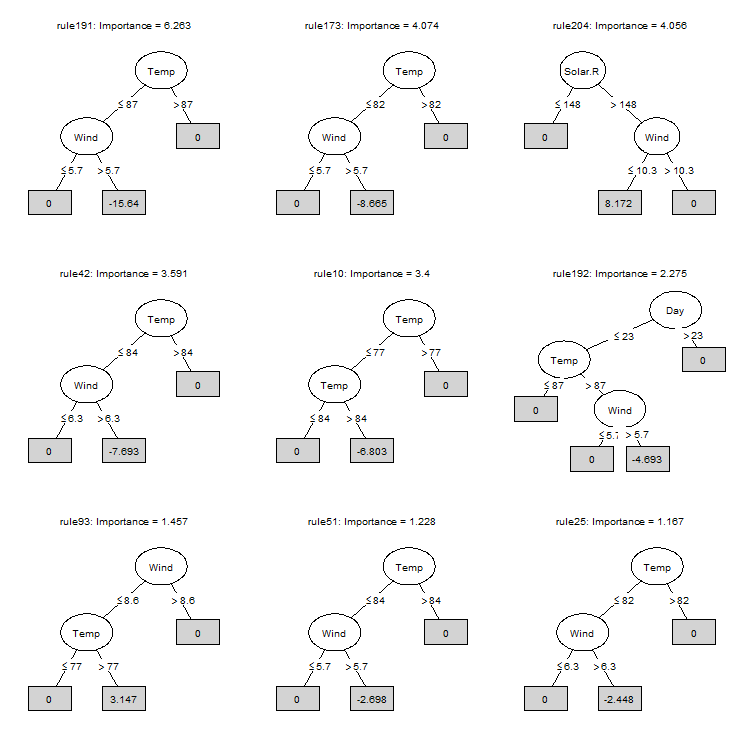 rule191: Importance = 6.263
Temp
≤ 87
> 87
Wind
0
≤ 5.7
> 5.7
0
-15.64
rule173: Importance = 4.074
Temp
≤ 82
> 82
Wind
0
≤ 5.7
> 5.7
0
-8.665
rule204: Importance = 4.056
Solar.R
≤ 148
> 148
0
Wind
≤ 10.3
> 10.3
8.172
0
rule42: Importance = 3.591
Temp
≤ 84
> 84
Wind
0
≤ 6.3
> 6.3
0
-7.693
rule10: Importance = 3.4
Temp
≤ 77
> 77
Temp
0
≤ 84
> 84
0
-6.803
rule192: Importance = 2.275
Day
≤ 23
> 23
Temp
0
≤ 87
> 87
0
Wind
≤ 5.7
> 5.7
0
-4.693
rule93: Importance = 1.457
Wind
≤ 8.6
> 8.6
Temp
0
≤ 77
> 77
0
3.147
rule51: Importance = 1.228
Temp
≤ 84
> 84
Wind
0
≤ 5.7
> 5.7
0
-2.698
rule25: Importance = 1.167
Temp
≤ 82
> 82
Wind
0
≤ 6.3
> 6.3
0
-2.448